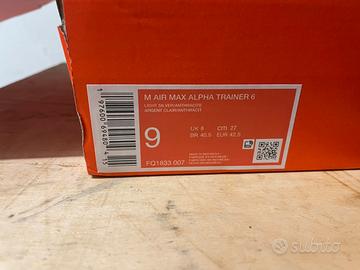 M AIR MAX ALPHA TRAINER 6
LIGHT SILVER/ANTHRACITE
ARGENT CLAIR/ANTHRACIT
9
UK 8 CM 27
BR 40.5 EUR 42.5
FQ1833 007
subito